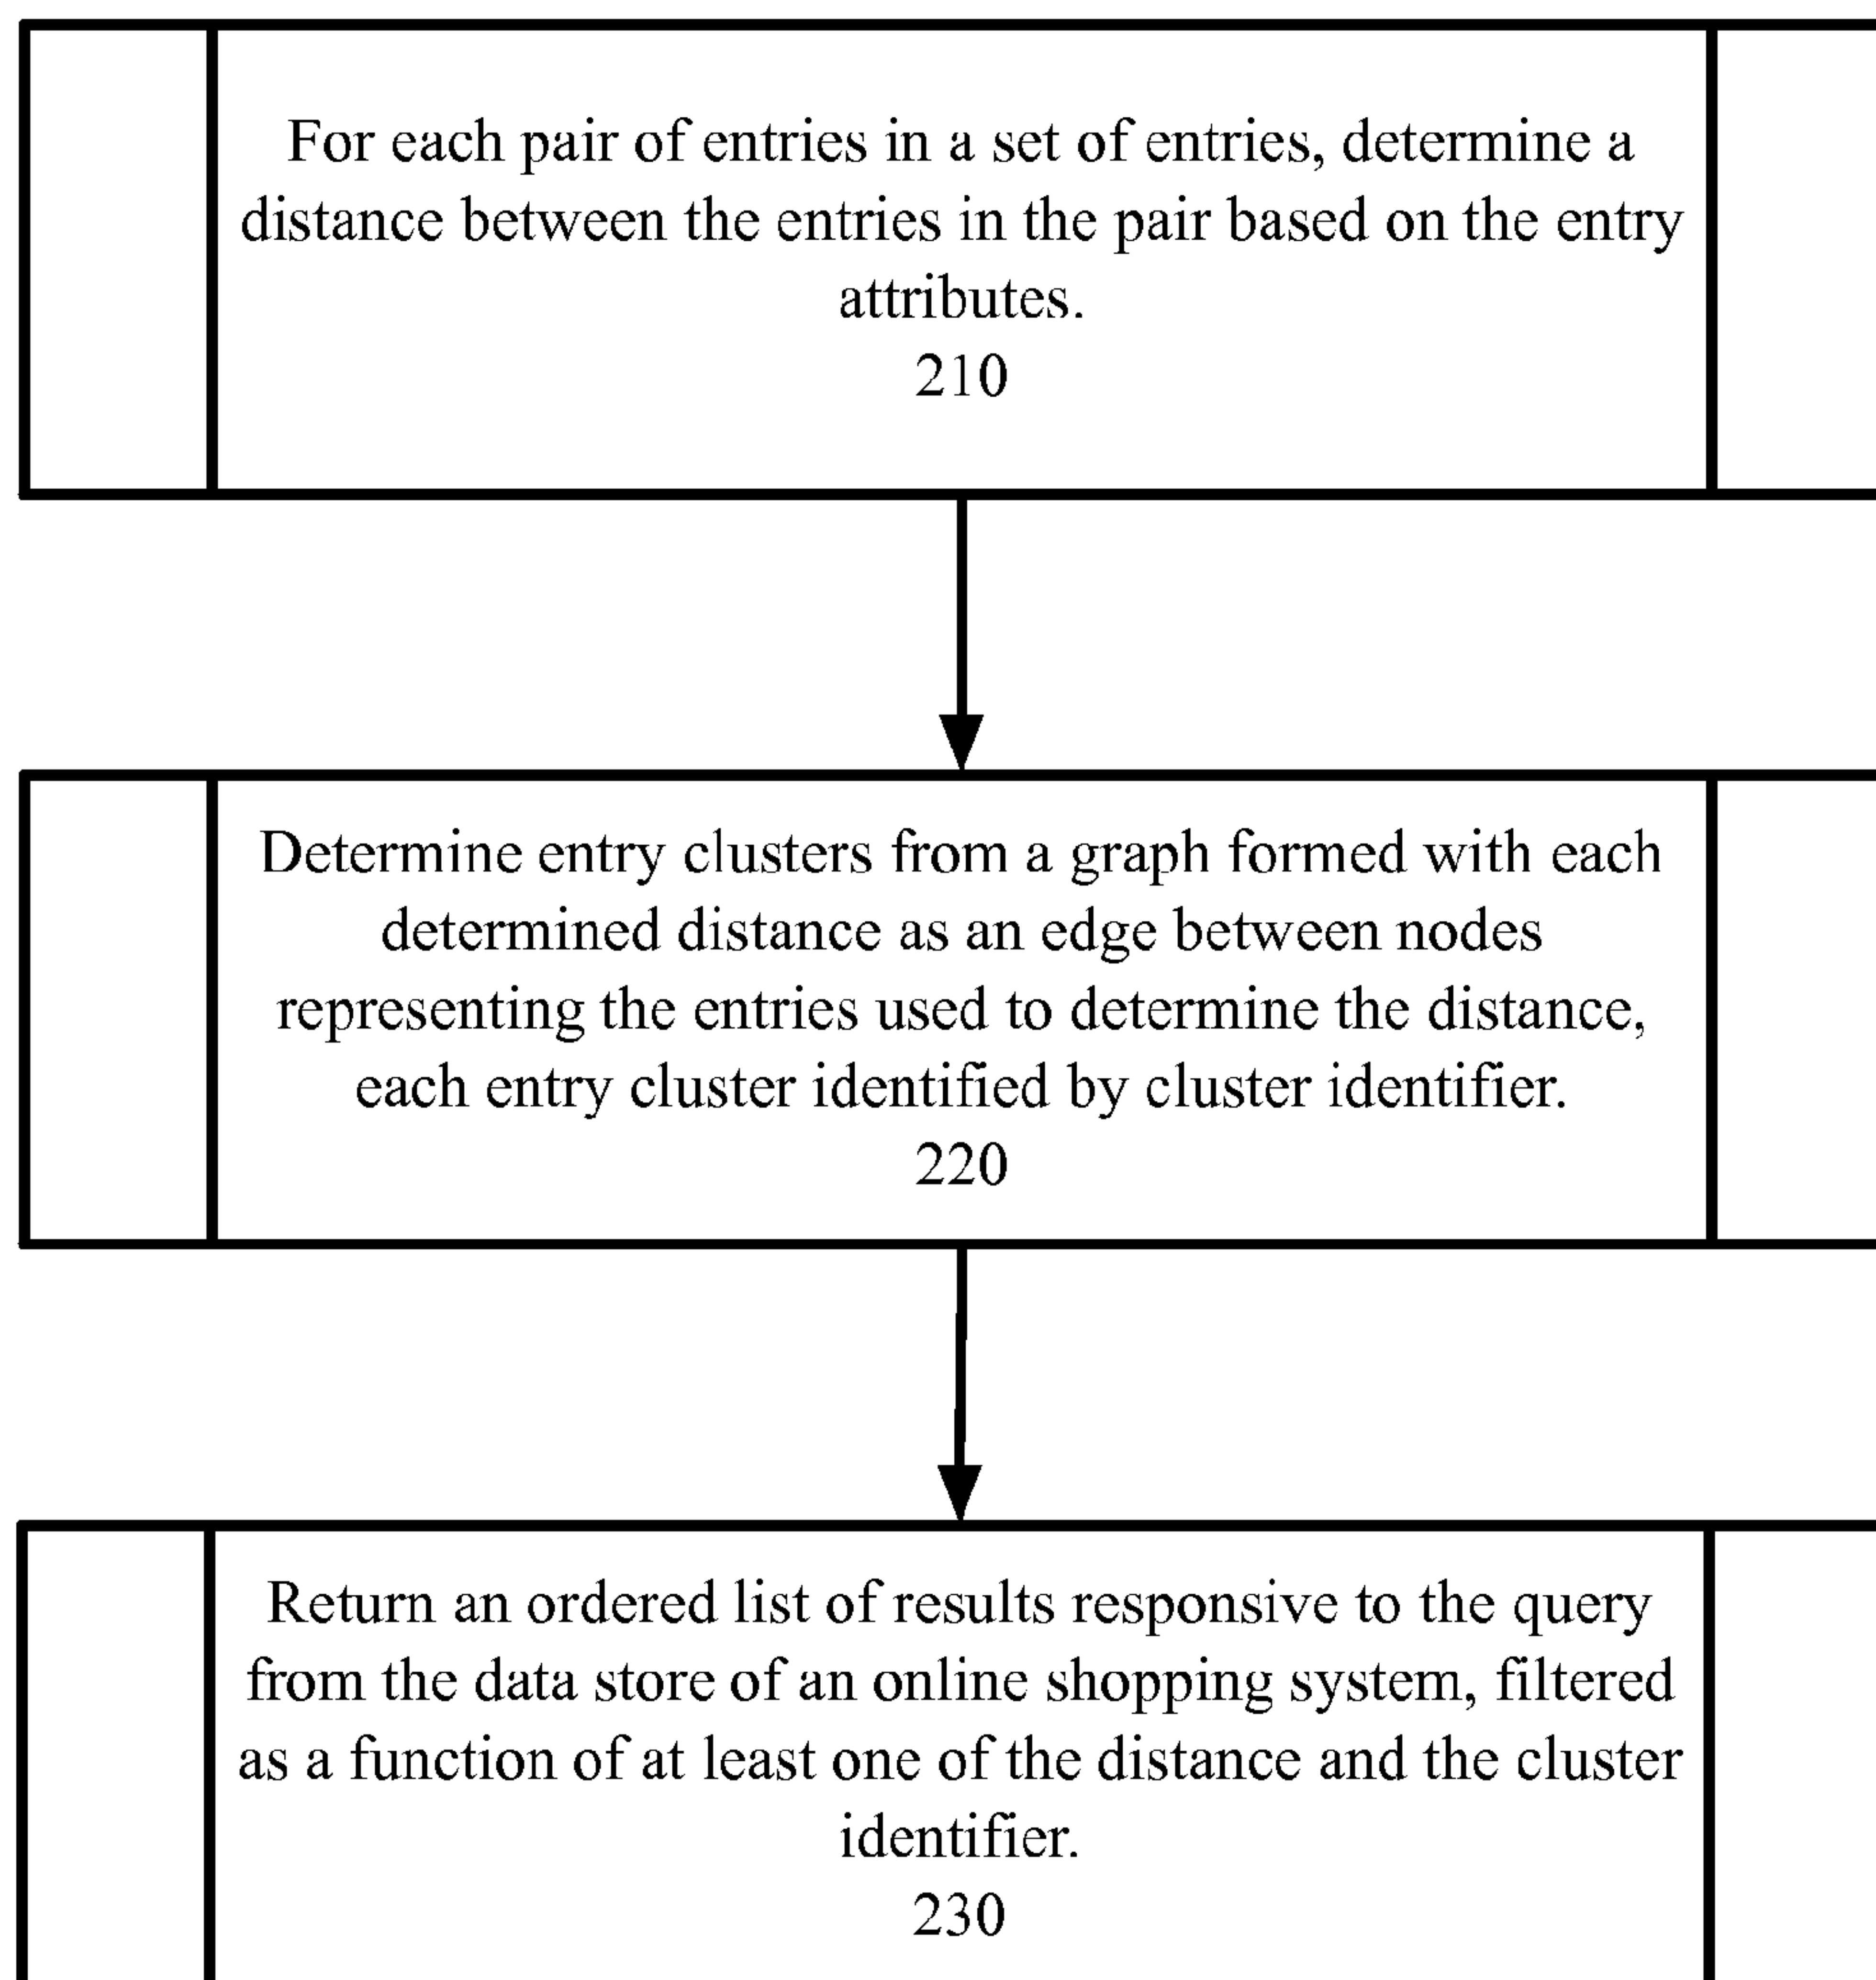 For each pair of entries in a set of entries, determine a
distance between the entries in the pair based on the entry
attributes.
210
Determine entry clusters from a graph formed with each
determined distance as an edge between nodes
representing the entries used to determine the distance,
each entry cluster identified by cluster identifier.
220
Return an ordered list of results responsive to the query
from the data store of an online shopping system, filtered
as a function of at least one of the distance and the cluster
identifier.
230